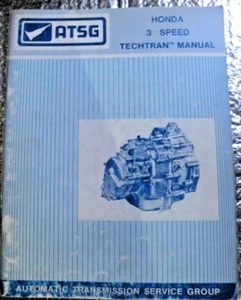 ATSG
HONDA
3 SPEED
TECHTRAN™ MANUAL
AUTOMATIC TRANSMISSION SERVICE GROUP